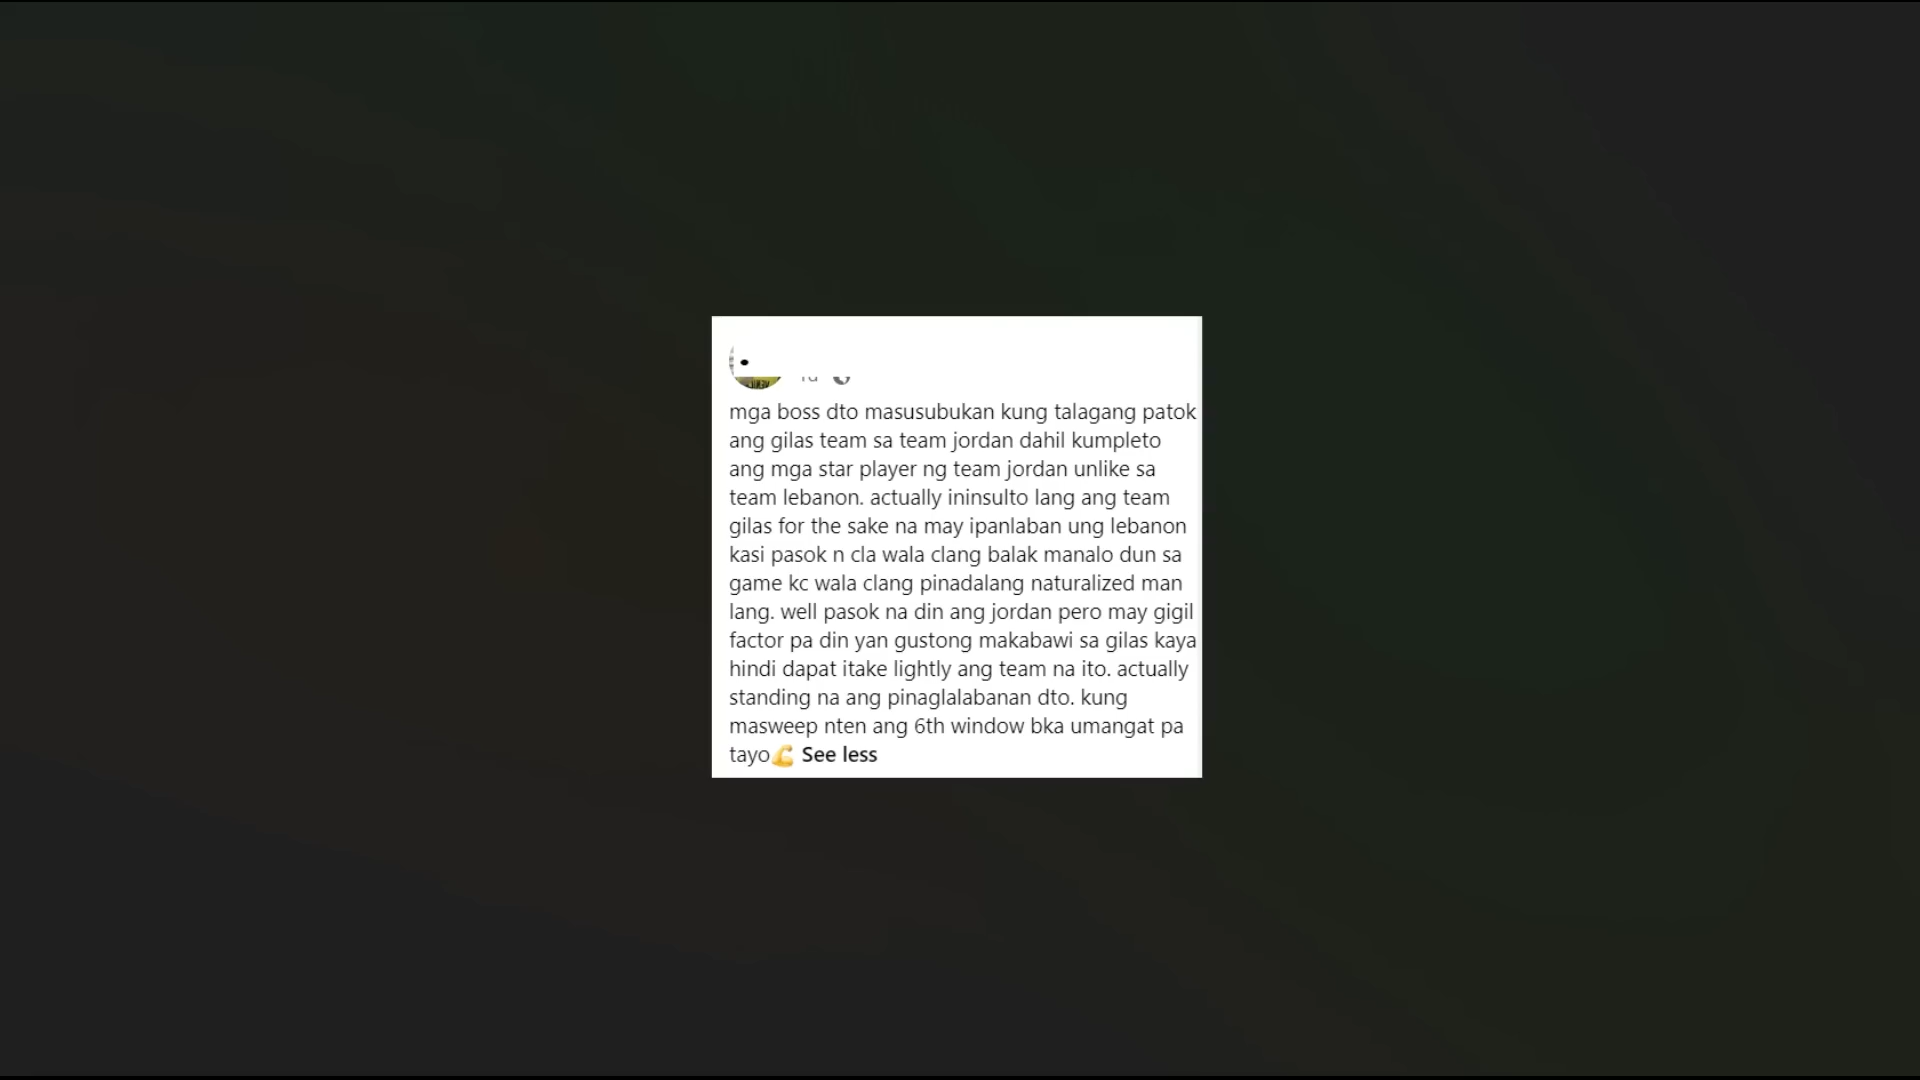 mga boss dto masusubukan kung talagang patok
ang gilas team sa team jordan dahil kumpleto
ang mga star player ng team jordan unlike sa
team lebanon. actually ininsulto lang ang team
gilas for the sake na may ipanlaban ung lebanon
kasi pasok n cla wala clang balak manalo dun sa
game kc wala clang pinadalang naturalized man
lang. well pasok na din ang jordan pero may gigil
factor pa din yan gustong makabawi sa gilas kaya
hindi dapat itake lightly ang team na ito. actually
standing na ang pinaglalabanan dto. kung
masweep nten ang 6th window bka umangat pa
tayo💪 See less